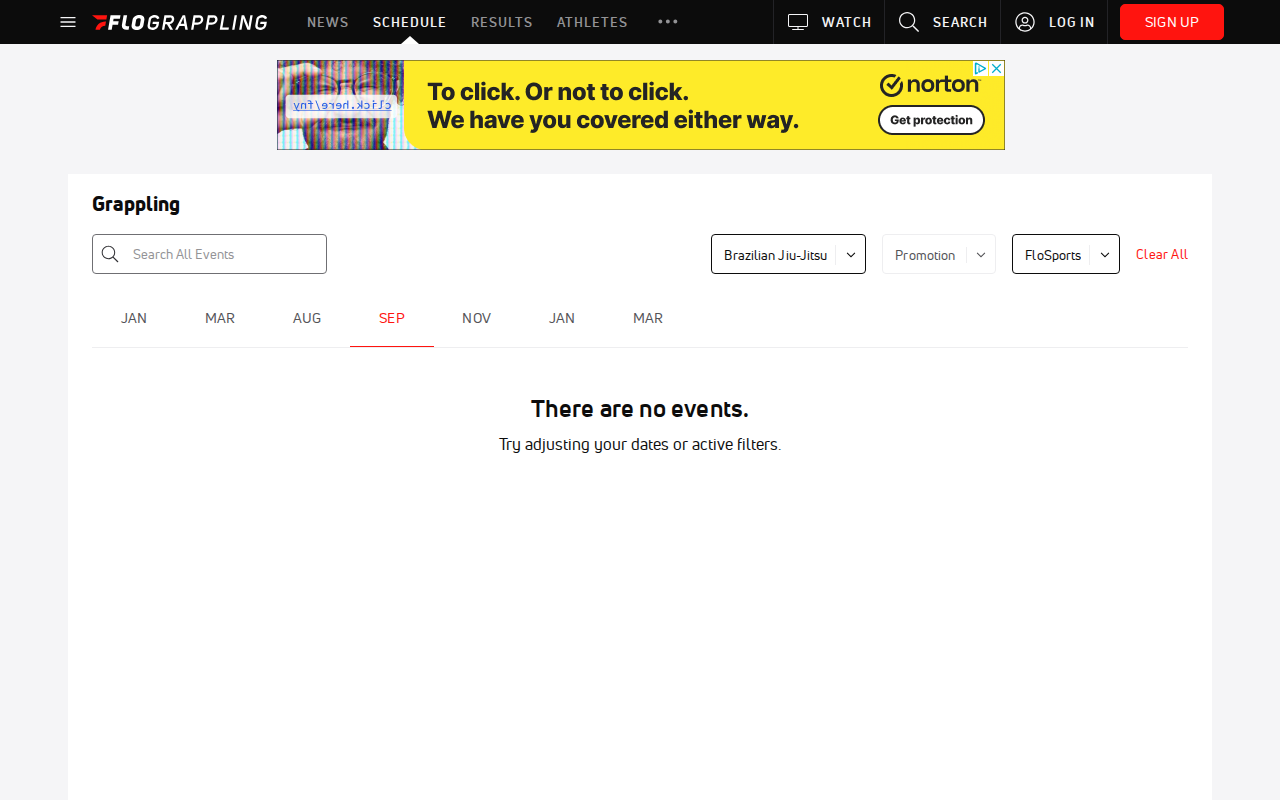 FLOGRAPPLING NEWS SCHEDULE RESULTS ATHLETES ••• WATCH SEARCH LOG IN SIGN UP
click.here/fny
To click. Or not to click.
We have you covered either way.
norton
Get protection
Grappling
Search All Events
Brazilian Jiu-Jitsu Promotion FloSports Clear All
JAN MAR AUG SEP NOV JAN MAR
There are no events.
Try adjusting your dates or active filters.